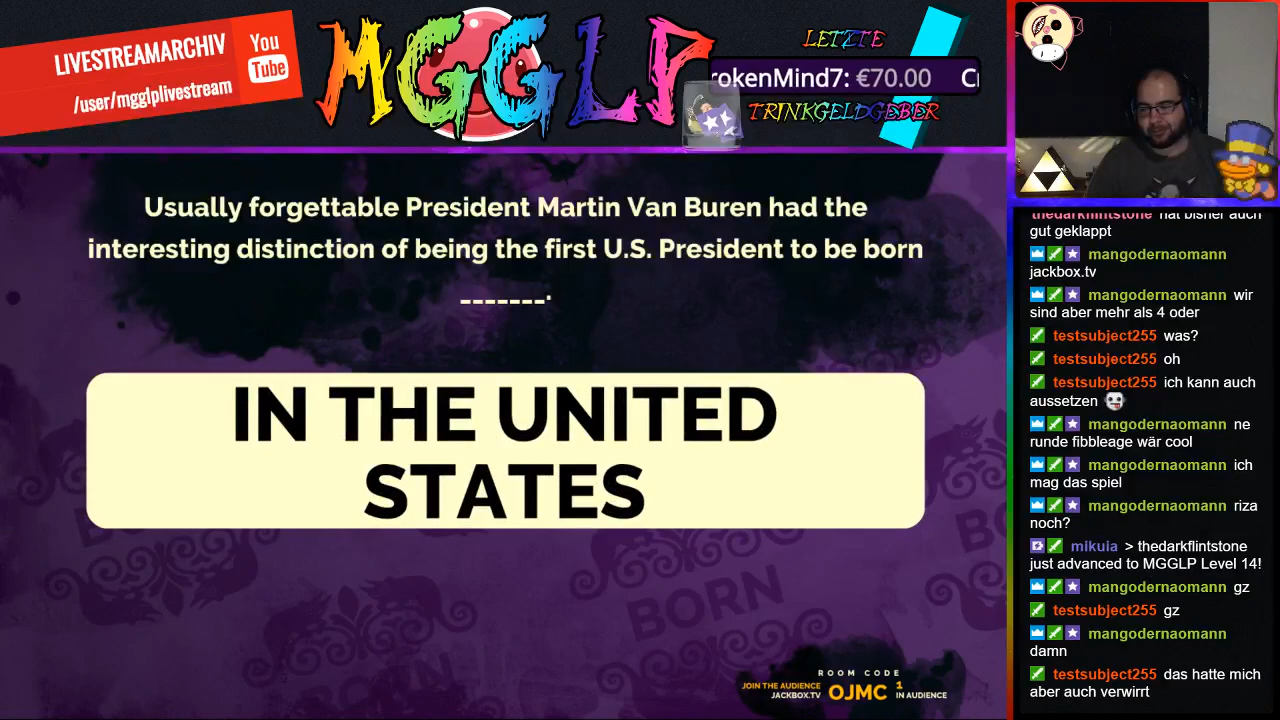 LIVESTREAMARCHIV
/user/mgglplivestream
You
Tube
MGGLP
LETZTE
rokenMind7: €70.00
TRINKGELDGEBER
Usually forgettable President Martin Van Buren had the
interesting distinction of being the first U.S. President to be born
_______.
IN THE UNITED
STATES
BORN
ROOM CODE
JOIN THE AUDIENCE
JACKBOX.TV
OJMC
1
IN AUDIENCE
thedarkflintstone hat bisher auch
gut geklappt
mangodernaomann
jackbox.tv
mangodernaomann wir
sind aber mehr als 4 oder
testsubject255 was?
testsubject255 oh
testsubject255 ich kann auch
aussetzen
mangodernaomann ne
runde fibbleage wär cool
mangodernaomann ich
mag das spiel
mangodernaomann riza
noch?
mikuia > thedarkflintstone
just advanced to MGGLP Level 14!
mangodernaomann gz
testsubject255 gz
mangodernaomann
damn
testsubject255 das hatte mich
aber auch verwirrt